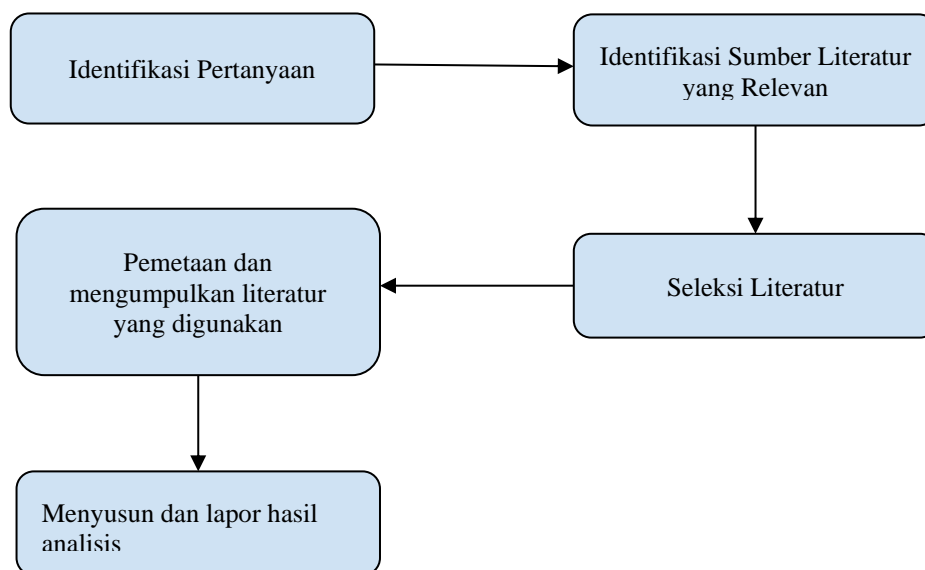 Identifikasi Pertanyaan
Identifikasi Sumber Literatur
yang Relevan
Seleksi Literatur
Pemetaan dan
mengumpulkan literatur
yang digunakan
Menyusun dan lapor hasil
analisis